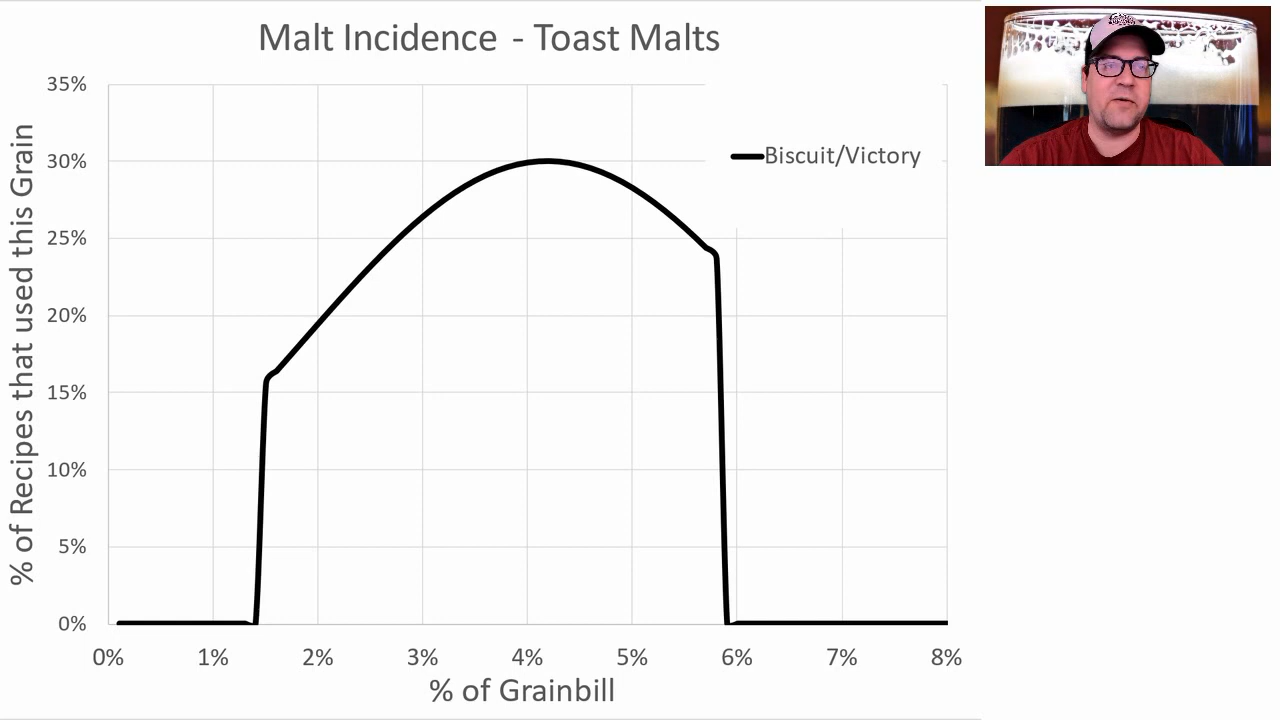 Malt Incidence - Toast Malts
% of Recipes that used this Grain
35%
30%
25%
20%
15%
10%
5%
0%
Biscuit/Victory
0% 1% 2% 3% 4% 5% 6% 7% 8%
% of Grainbill